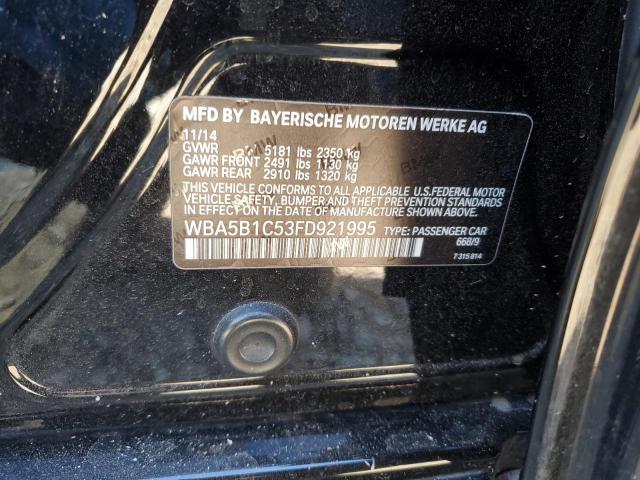 MFD BY BAYERISCHE MOTOREN WERKE AG
11/14
GVWR 5181 lbs 2350 kg
GAWR FRONT 2491 lbs 1130 kg
GAWR REAR 2910 lbs 1320 kg
THIS VEHICLE CONFORMS TO ALL APPLICABLE U.S. FEDERAL MOTOR
VEHICLE SAFETY, BUMPER AND THEFT PREVENTION STANDARDS
IN EFFECT ON THE DATE OF MANUFACTURE SHOWN ABOVE.
WBA5B1C53FD921995 TYPE: PASSENGER CAR
668/9
7 315 814